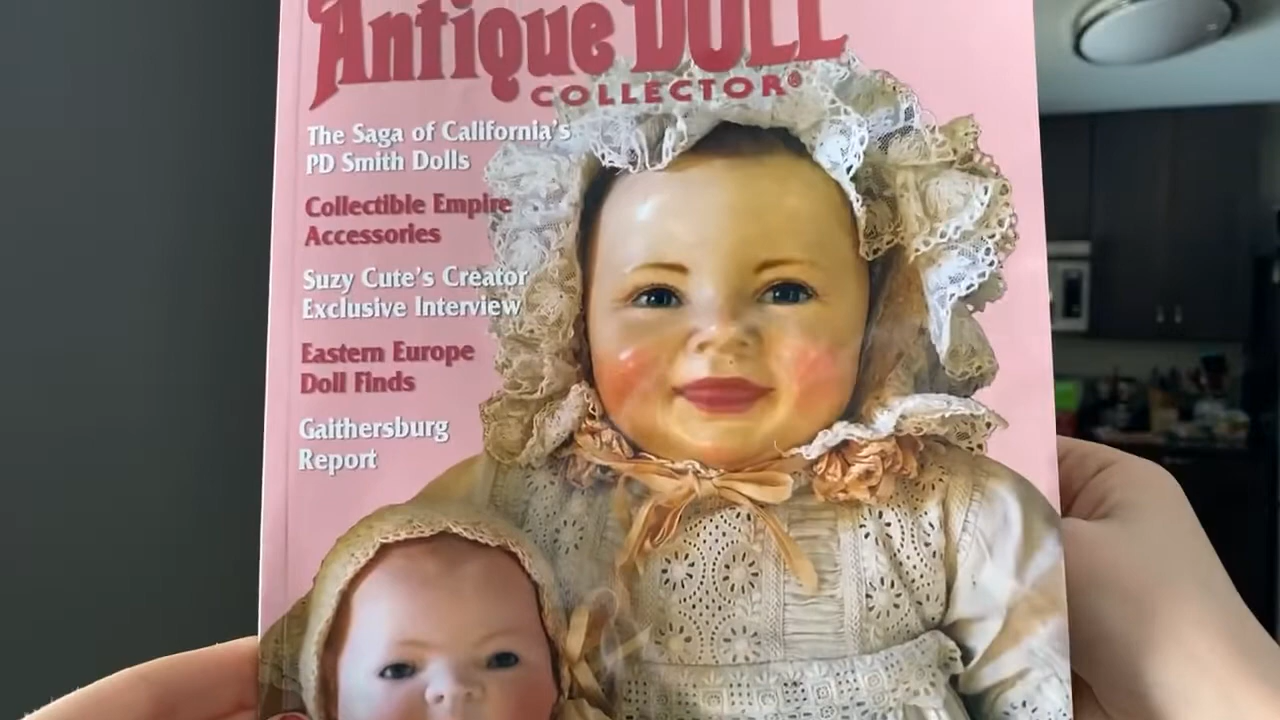 Antique DOLL
COLLECTOR®
The Saga of California's
PD Smith Dolls
Collectible Empire
Accessories
Suzy Cute's Creator
Exclusive Interview
Eastern Europe
Doll Finds
Gaithersburg
Report